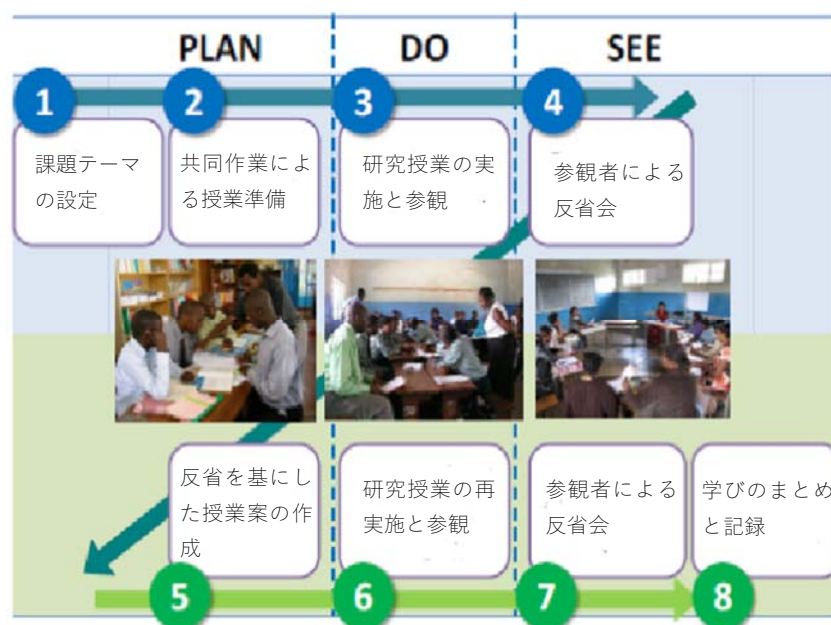 PLAN DO SEE
1 2 3 4
課題テーマ
の設定
共同作業によ
る授業準備
研究授業の実
施と参観
参観者による
反省会
反省を基にし
た授業案の作
成
研究授業の再
実施と参観
参観者による
反省会
学びのまとめ
と記録
5 6 7 8